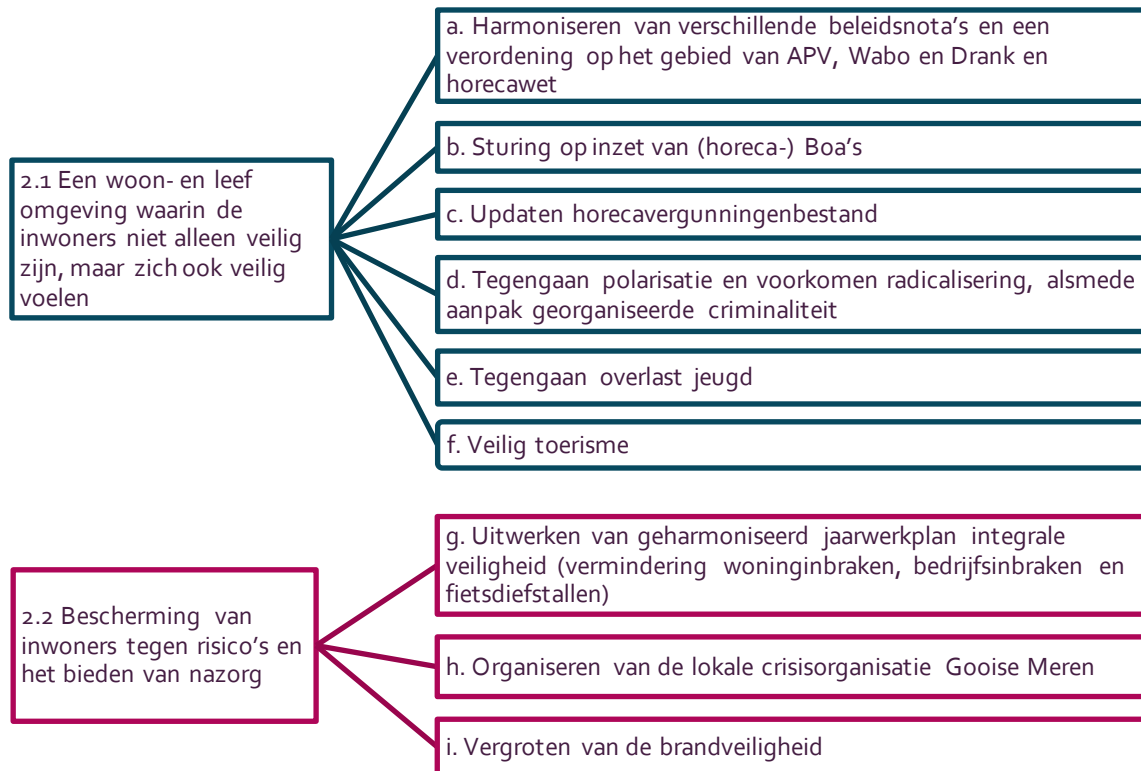 a. Harmoniseren van verschillende beleidsnota's en een
verordening op het gebied van APV, Wabo en Drank en
horecawet
b. Sturing op inzet van (horeca-) Boa's
2.1 Een woon- en leef
omgeving waarin de
inwoners niet alleen veilig
zijn, maar zich ook veilig
voelen
c. Updaten horecavergunningenbestand
d. Tegengaan polarisatie en voorkomen radicalisering, alsmede
aanpak georganiseerde criminaliteit
e. Tegengaan overlast jeugd
f. Veilig toerisme
g. Uitwerken van geharmoniseerd jaarwerkplan integrale
veiligheid (vermindering woninginbraken, bedrijfsinbraken en
fietsdiefstallen)
2.2 Bescherming van
inwoners tegen risico's en
het bieden van nazorg
h. Organiseren van de lokale crisisorganisatie Gooise Meren
i. Vergroten van de brandveiligheid